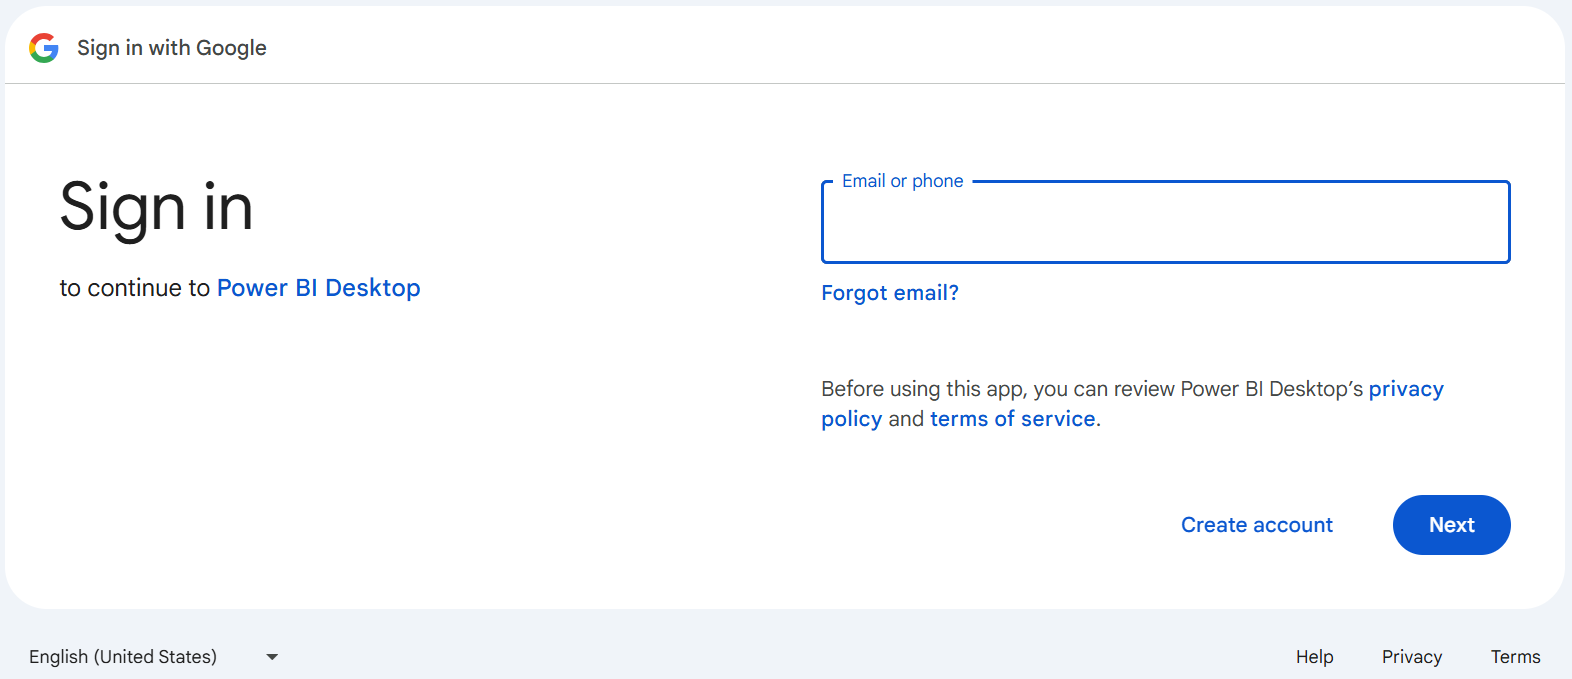 Sign in with Google
Sign in
to continue to Power BI Desktop
Email or phone
Forgot email?
Before using this app, you can review Power BI Desktop’s privacy
policy and terms of service.
Create account
Next
English (United States)
Help
Privacy
Terms